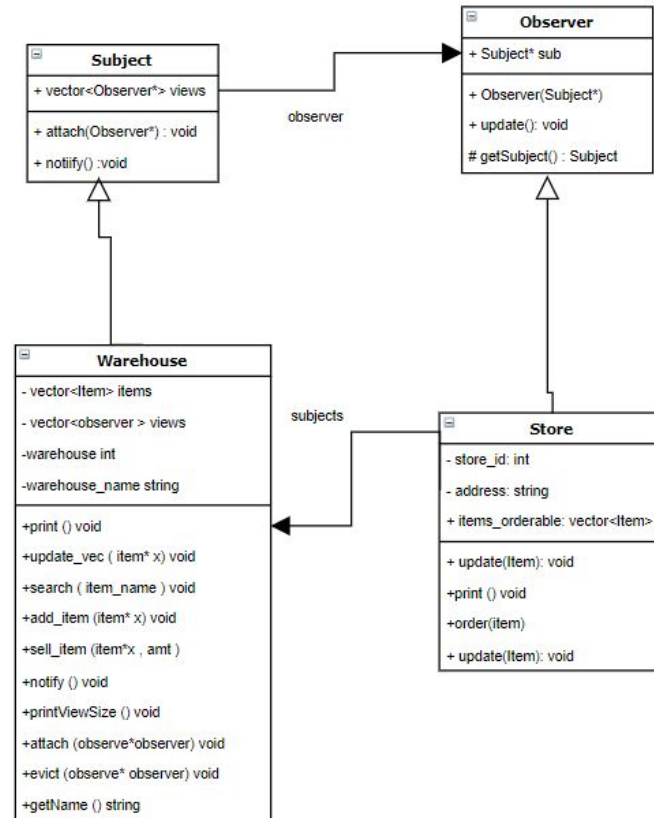 Subject
+ vector<Observer*> views
+ attach(Observer*) : void
+ notiify() :void
observer
Observer
+ Subject* sub
+ Observer(Subject*)
+ update(): void
# getSubject() : Subject
Warehouse
- vector<Item> items
- vector<observer > views
-warehouse int
-warehouse_name string
+print () void
+update_vec ( item* x) void
+search ( item_name ) void
+add_item (item* x) void
+sell_item (item*x , amt )
+notify () void
+printViewSize () void
+attach (observe*observer) void
+evict (observe* observer) void
+getName () string
subjects
Store
- store_id: int
- address: string
+ items_orderable: vector<Item>
+ update(Item): void
+print () void
+order(item)
+ update(Item): void